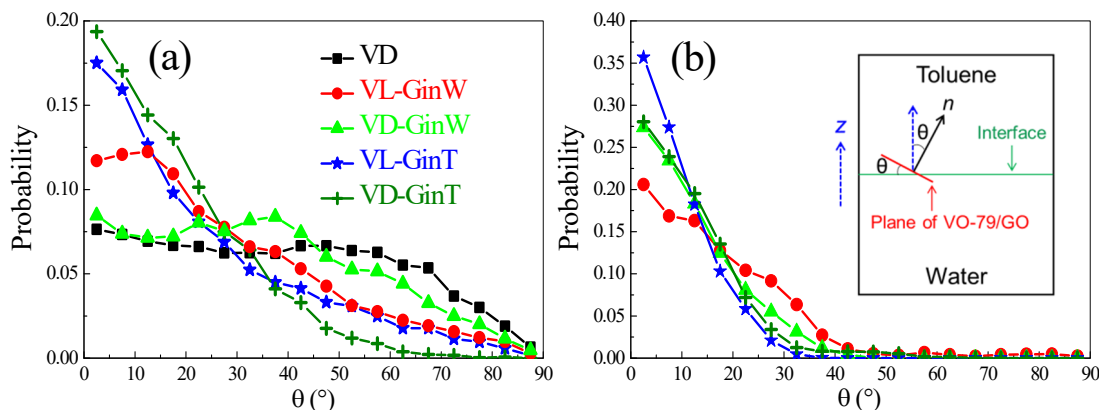 (a)
VD
VL-GinW
VD-GinW
VL-GinT
VD-GinT
Probability
0.20
0.15
0.10
0.05
0.00
0 10 20 30 40 50 60 70 80 90
θ (°)
(b)
Probability
0.40
0.35
0.30
0.25
0.20
0.15
0.10
0.05
0.00
0 10 20 30 40 50 60 70 80 90
θ (°)
Toluene
n
z
θ
Interface
θ
Plane of VO-79/GO
Water